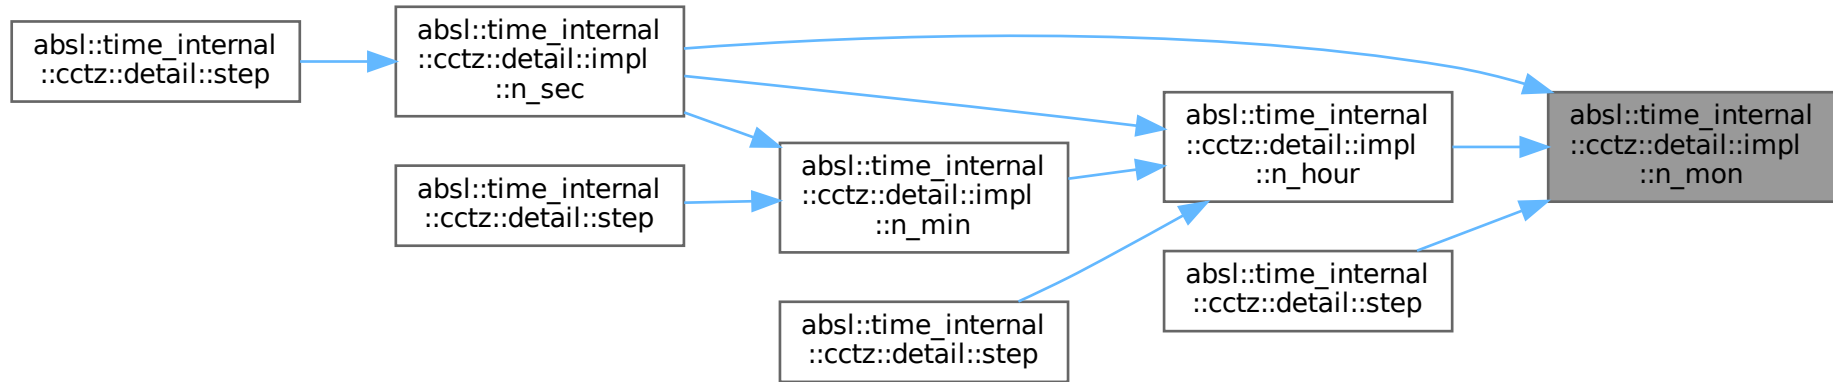 absl::time_internal
::cctz::detail::step
absl::time_internal
::cctz::detail::impl
::n_sec
absl::time_internal
::cctz::detail::step
absl::time_internal
::cctz::detail::impl
::n_min
absl::time_internal
::cctz::detail::step
absl::time_internal
::cctz::detail::impl
::n_hour
absl::time_internal
::cctz::detail::step
absl::time_internal
::cctz::detail::impl
::n_mon